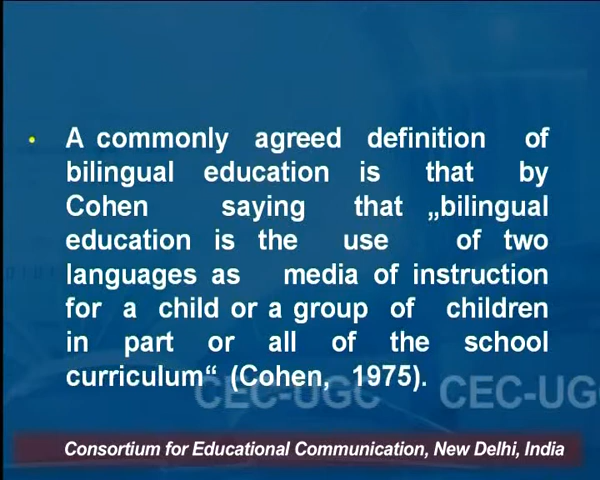 • A commonly agreed definition of
bilingual education is that by
Cohen saying that „bilingual
education is the use of two
languages as media of instruction
for a child or a group of children
in part or all of the school
curriculum“ (Cohen, 1975).
CEC-UGC CEC-UG
Consortium for Educational Communication, New Delhi, India